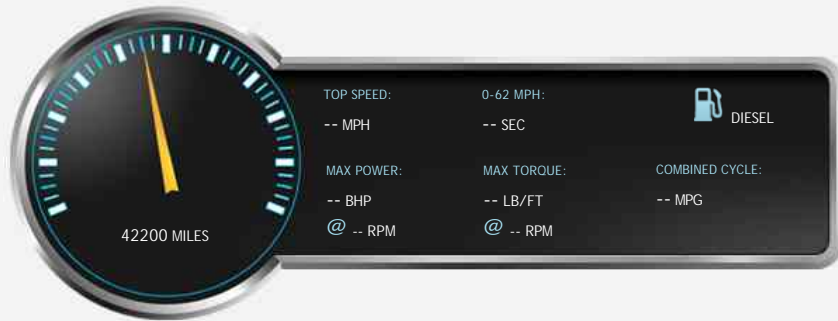 TOP SPEED:
-- MPH
0-62 MPH:
-- SEC
DIESEL
MAX POWER:
-- BHP
@ -- RPM
MAX TORQUE:
-- LB/FT
@ -- RPM
COMBINED CYCLE:
-- MPG
42200 MILES